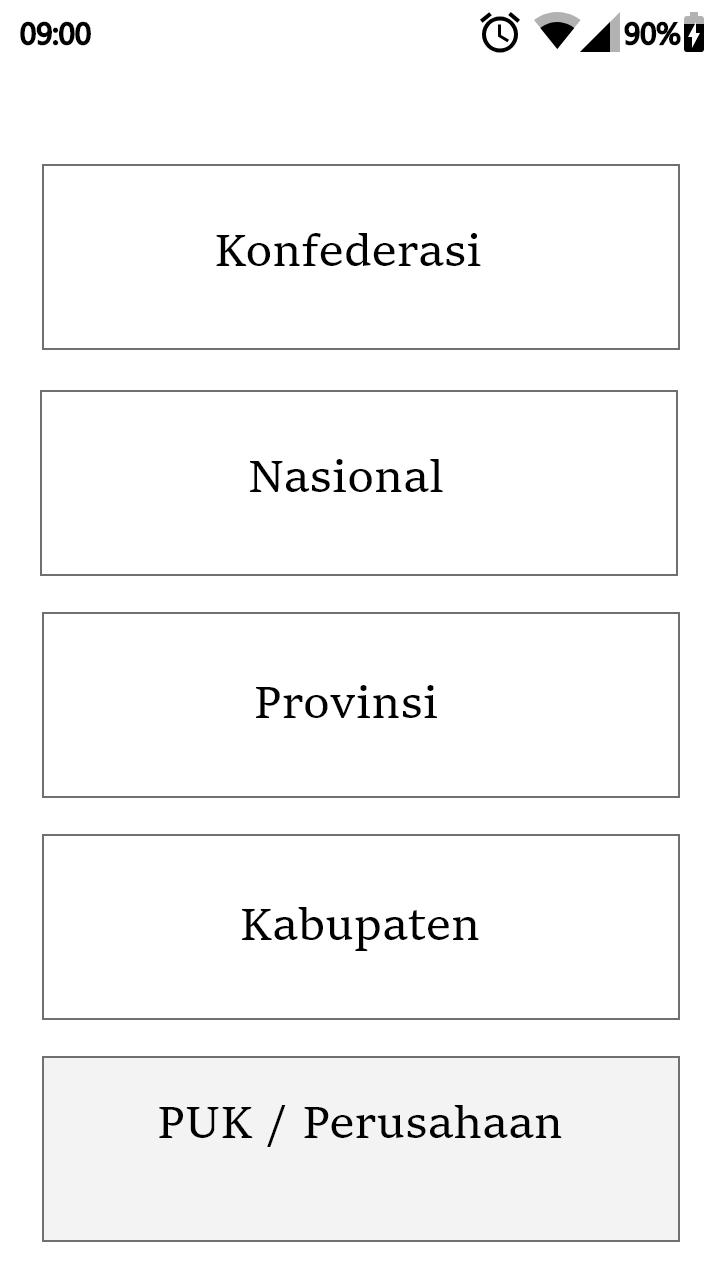 09:00 90%
Konfederasi
Nasional
Provinsi
Kabupaten
PUK / Perusahaan